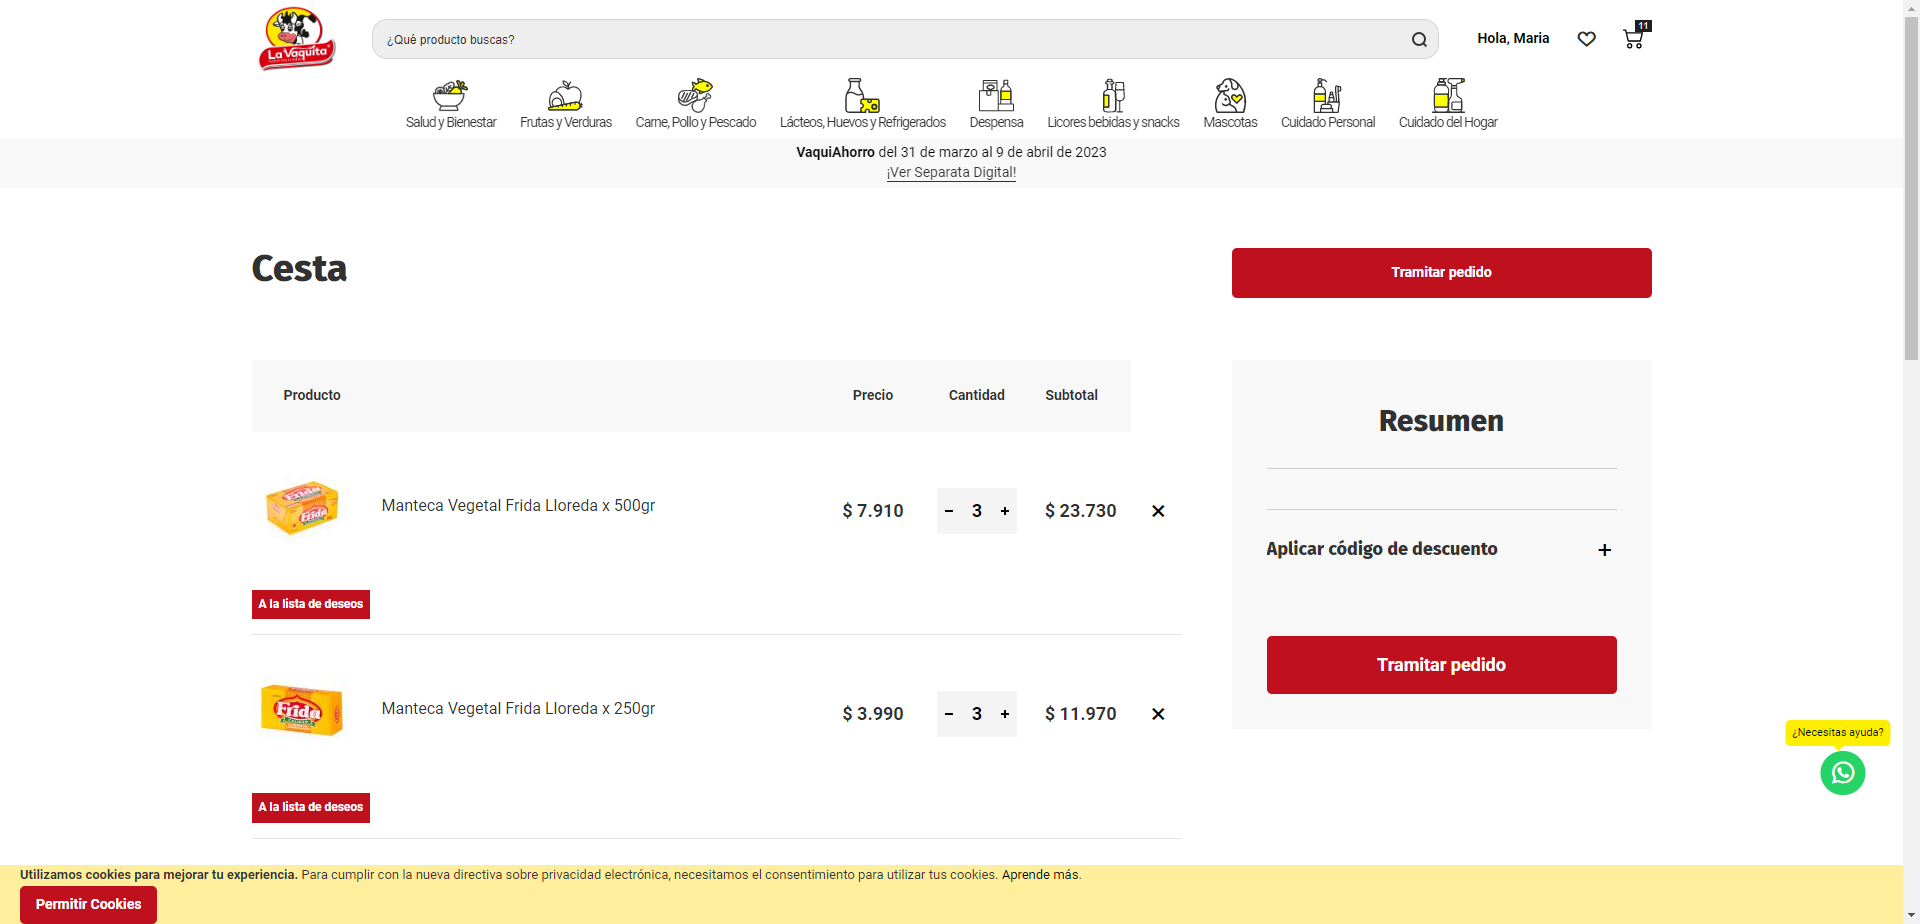 La Vaquita
¿Qué producto buscas?
Hola, Maria
11
Salud y Bienestar
Frutas y Verduras
Carne, Pollo y Pescado
Lácteos, Huevos y Refrigerados
Despensa
Licores bebidas y snacks
Mascotas
Cuidado Personal
Cuidado del Hogar
VaquiAhorro del 31 de marzo al 9 de abril de 2023
¡Ver Separata Digital!
Cesta
Tramitar pedido
Producto
Precio
Cantidad
Subtotal
Frida
Manteca Vegetal Frida Lloreda x 500gr
$ 7.910
− 3 +
$ 23.730
A la lista de deseos
Frida
Manteca Vegetal Frida Lloreda x 250gr
$ 3.990
− 3 +
$ 11.970
A la lista de deseos
Resumen
Aplicar código de descuento +
Tramitar pedido
¿Necesitas ayuda?
Utilizamos cookies para mejorar tu experiencia. Para cumplir con la nueva directiva sobre privacidad electrónica, necesitamos el consentimiento para utilizar tus cookies. Aprende más.
Permitir Cookies